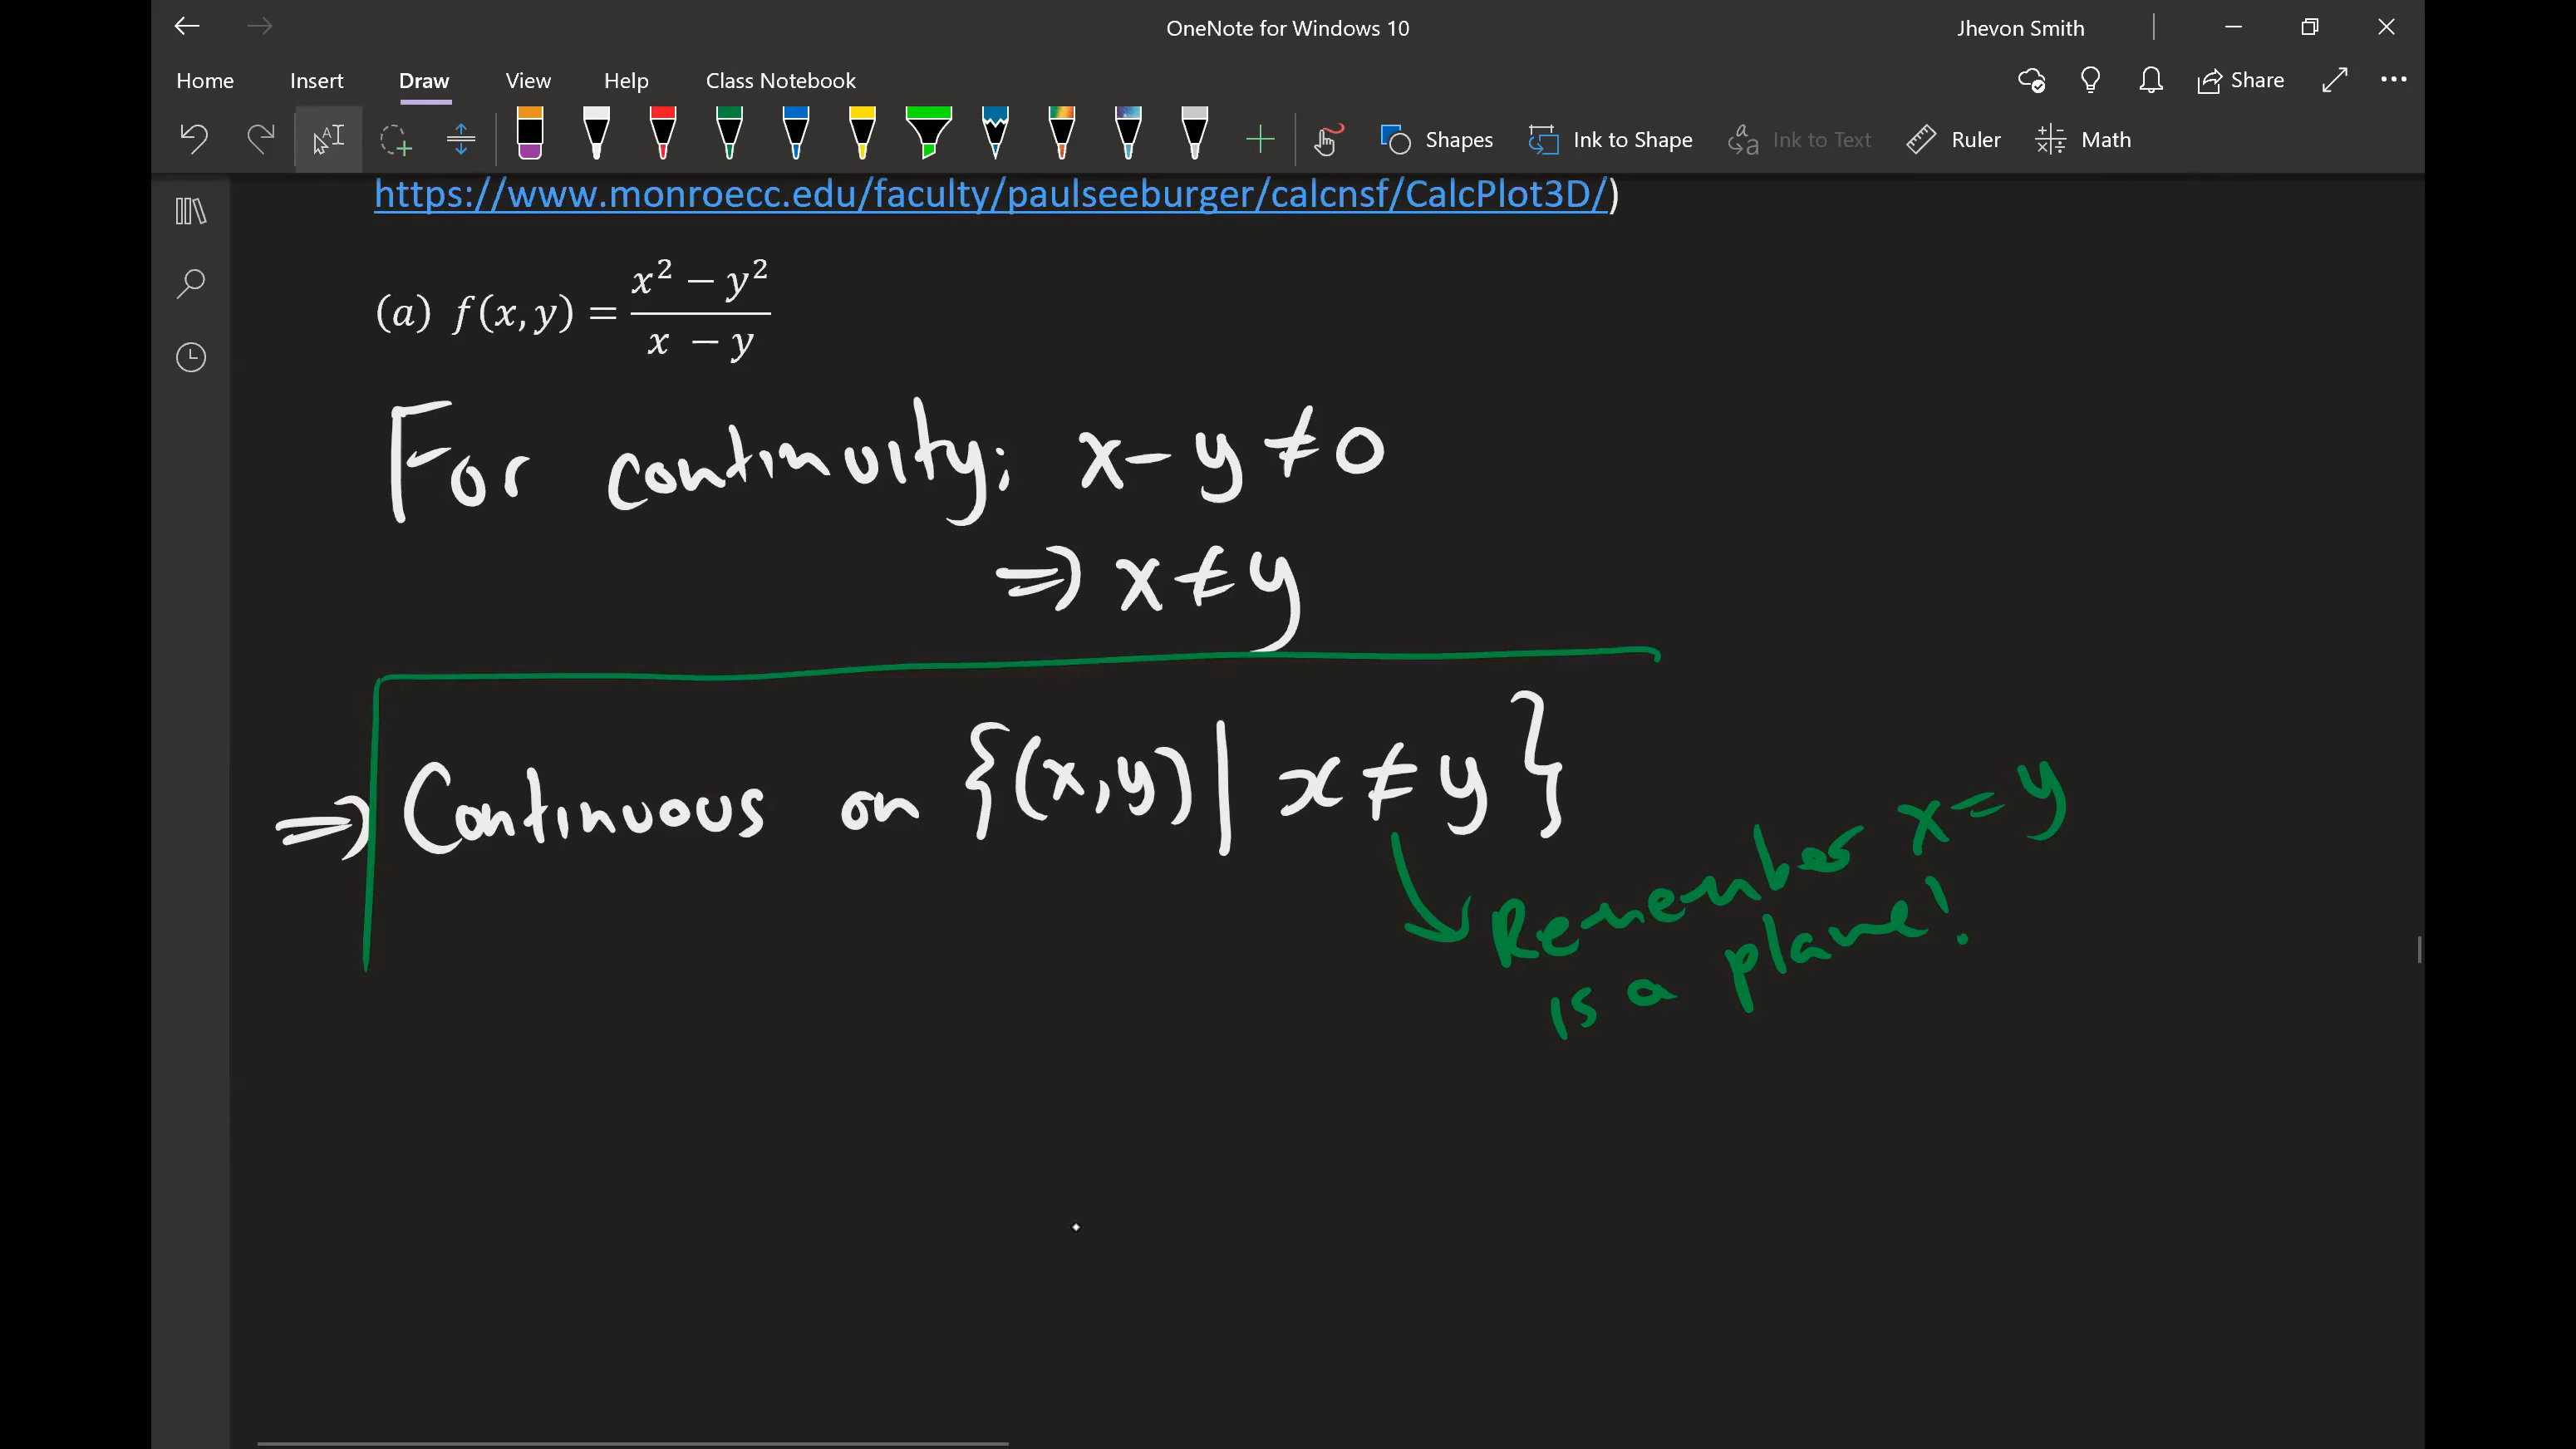 OneNote for Windows 10
Jhevon Smith
Home Insert Draw View Help Class Notebook
Share
Shapes Ink to Shape Ink to Text Ruler Math
https://www.monroecc.edu/faculty/paulseeburger/calcnsf/CalcPlot3D/)
(a) f(x, y) = (x² − y²)/(x − y)
For continuity; x - y ≠ 0
⇒ x ≠ y
⇒ Continuous on {(x,y) | x ≠ y}
Remember x = y
is a plane!